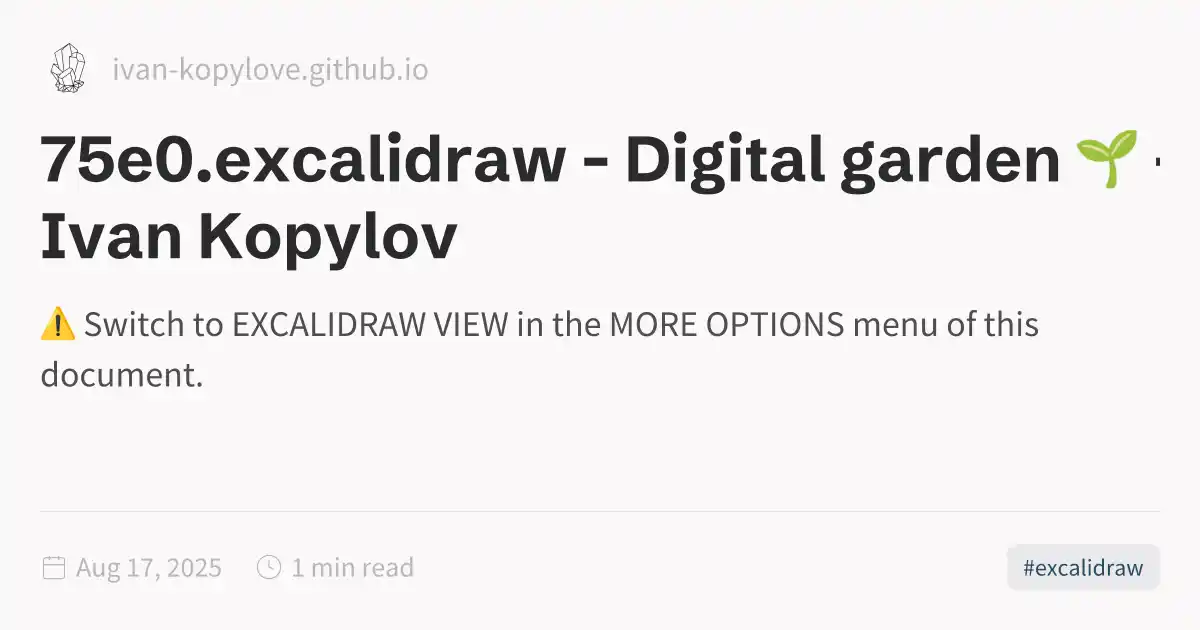 ivan-kopylove.github.io
75e0.excalidraw - Digital garden 🌱 ·
Ivan Kopylov
⚠️ Switch to EXCALIDRAW VIEW in the MORE OPTIONS menu of this
document.
Aug 17, 2025 1 min read #excalidraw